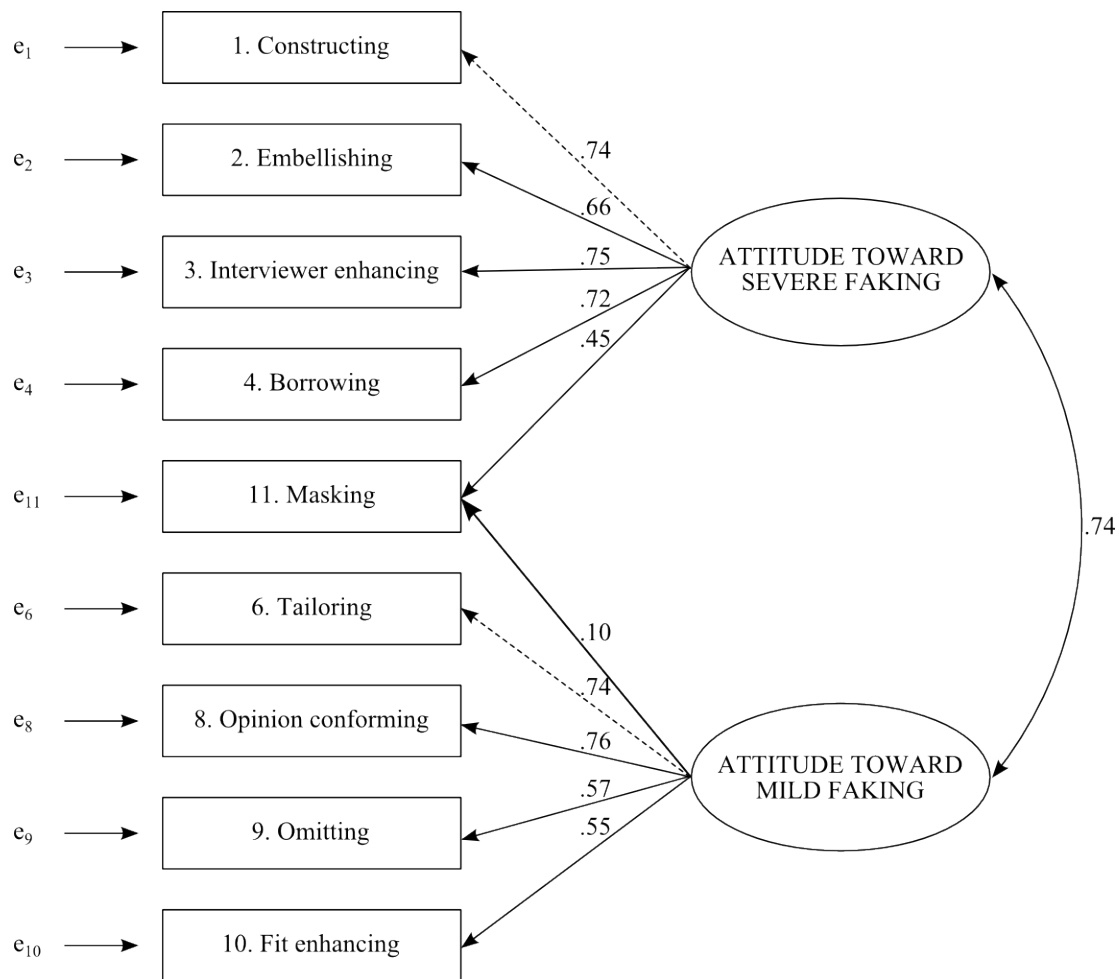 e1
1. Constructing
e2
2. Embellishing
e3
3. Interviewer enhancing
e4
4. Borrowing
e11
11. Masking
e6
6. Tailoring
e8
8. Opinion conforming
e9
9. Omitting
e10
10. Fit enhancing
.74
.66
.75
.72
.45
.10
.74
.76
.57
.55
ATTITUDE TOWARD
SEVERE FAKING
ATTITUDE TOWARD
MILD FAKING
.74